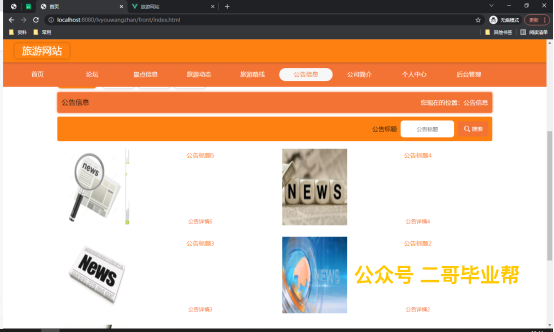 首页
旅游网站
localhost:8080/lvyouwangzhan/front/index.html
无痕模式
更新
资料
常用
其他书签
阅读清单
旅游网站
首页
论坛
景点信息
旅游动态
旅游路线
公告信息
公司简介
个人中心
后台管理
公告信息
您现在的位置：公告信息
公告标题
公告标题
搜索
公告标题5
公告详情5
NEWS
公告标题4
公告详情4
News
公告标题3
公告详情3
NEWS
公告标题2
公告详情2
公众号 二哥毕业帮